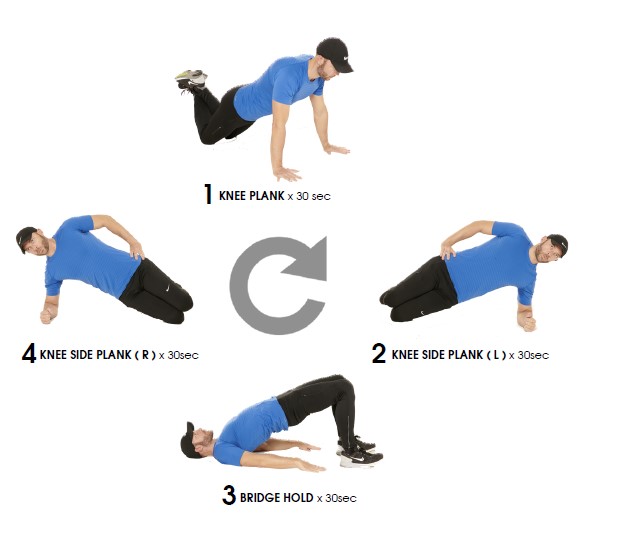 1 KNEE PLANK x 30 sec
4 KNEE SIDE PLANK ( R ) x 30sec
2 KNEE SIDE PLANK ( L ) x 30sec
3 BRIDGE HOLD x 30sec